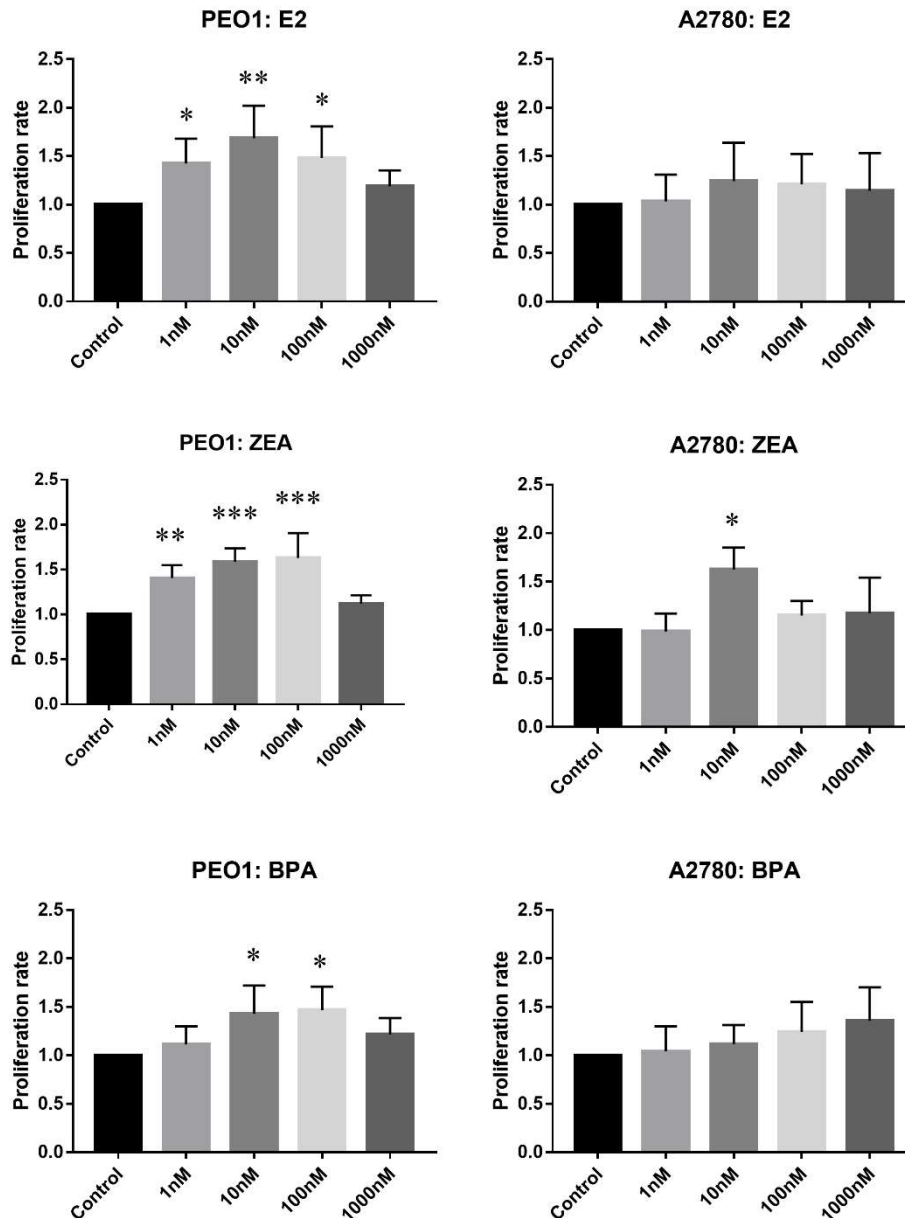 PEO1: E2
Proliferation rate
2.5
2.0
1.5
1.0
0.5
0.0
* ** *
Control 1nM 10nM 100nM 1000nM
A2780: E2
Proliferation rate
2.5
2.0
1.5
1.0
0.5
0.0
Control 1nM 10nM 100nM 1000nM
PEO1: ZEA
Proliferation rate
2.5
2.0
1.5
1.0
0.5
0.0
** *** ***
Control 1nM 10nM 100nM 1000nM
A2780: ZEA
Proliferation rate
2.5
2.0
1.5
1.0
0.5
0.0
*
Control 1nM 10nM 100nM 1000nM
PEO1: BPA
Proliferation rate
2.5
2.0
1.5
1.0
0.5
0.0
* *
Control 1nM 10nM 100nM 1000nM
A2780: BPA
Proliferation rate
2.5
2.0
1.5
1.0
0.5
0.0
Control 1nM 10nM 100nM 1000nM